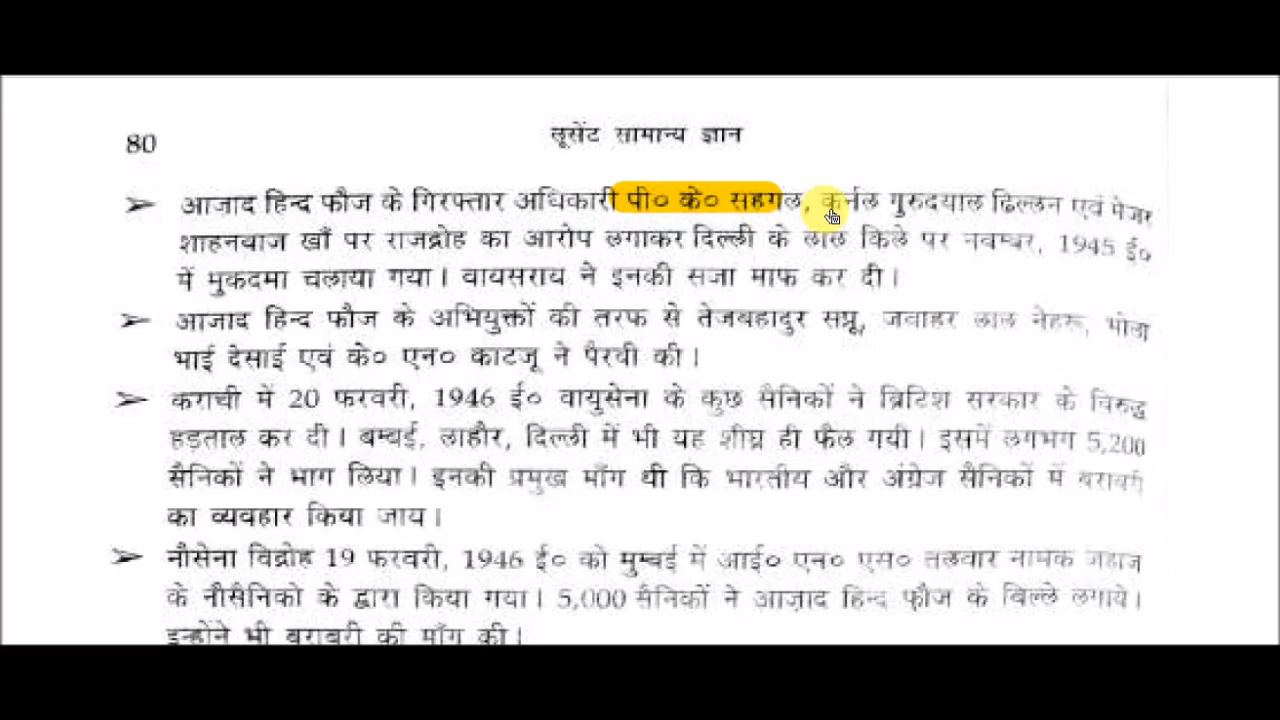 80
लूसेंट सामान्य ज्ञान
➢ आजाद हिन्द फौज के गिरफ्तार अधिकारी पी० के० सहगल, कर्नल गुरुदयाल ढिल्लन एवं मेजर
शाहनबाज खाँ पर राजद्रोह का आरोप लगाकर दिल्ली के लाल किले पर नवम्बर, 1945 ई०
में मुकदमा चलाया गया। वायसराय ने इनकी सजा माफ कर दी।
➢ आजाद हिन्द फौज के अभियुक्तों की तरफ से तेजबहादुर सप्रू, जवाहर लाल नेहरू, भोला
भाई देसाई एवं के० एन० काटजू ने पैरवी की।
➢ कराची में 20 फरवरी, 1946 ई० वायुसेना के कुछ सैनिकों ने ब्रिटिश सरकार के विरुद्ध
हड़ताल कर दी। बम्बई, लाहौर, दिल्ली में भी यह शीघ्र ही फैल गयी। इसमें लगभग 5,200
सैनिकों ने भाग लिया। इनकी प्रमुख माँग थी कि भारतीय और अंग्रेज सैनिकों में बराबरी
का व्यवहार किया जाय।
➢ नौसेना विद्रोह 19 फरवरी, 1946 ई० को मुम्बई में आई० एन० एस० तलवार नामक जहाज
के नौसैनिको के द्वारा किया गया। 5,000 सैनिकों ने आज़ाद हिन्द फ़ौज के बिल्ले लगाये।
इन्होंने भी बराबरी की माँग की।